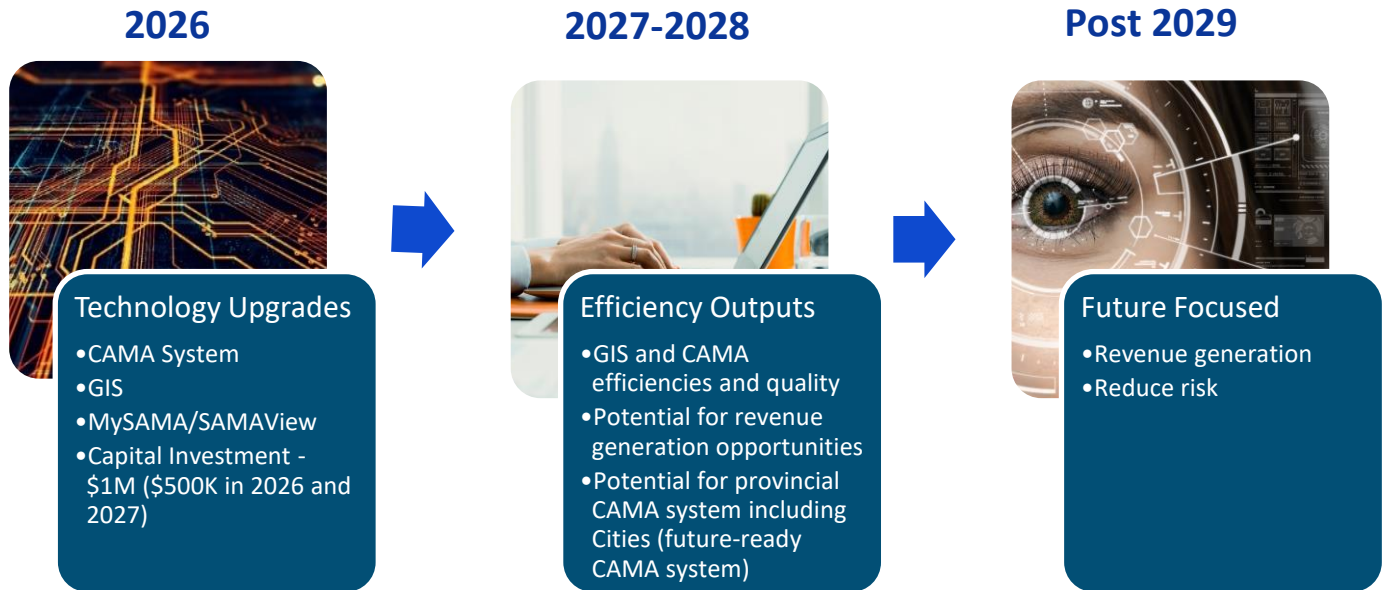 2026
2027-2028
Post 2029
Technology Upgrades
•CAMA System
•GIS
•MySAMA/SAMAView
•Capital Investment -
$1M ($500K in 2026 and
2027)
Efficiency Outputs
•GIS and CAMA
efficiencies and quality
•Potential for revenue
generation opportunities
•Potential for provincial
CAMA system including
Cities (future-ready
CAMA system)
Future Focused
•Revenue generation
•Reduce risk